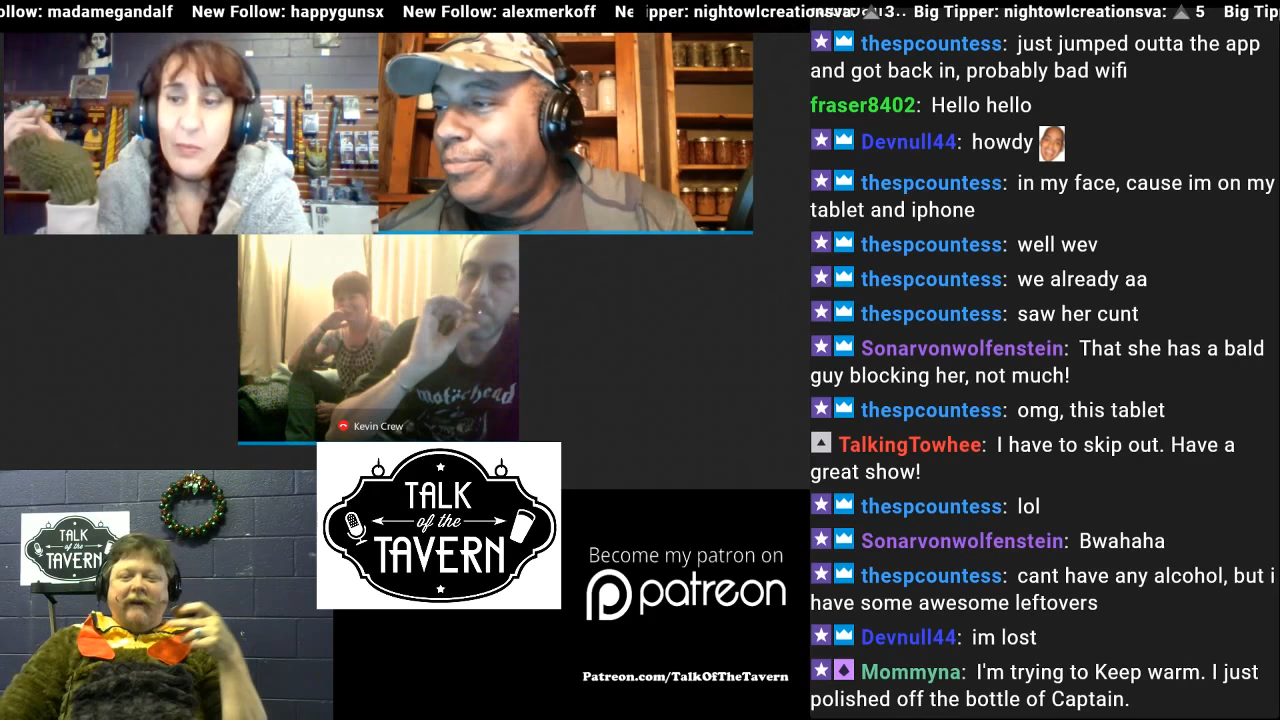 ollow: madamegandalf New Follow: happygunsx New Follow: alexmerkoff Ne
ipper: nightowlcreationsva: 3 Big Tipper: nightowlcreationsva: 5 Big Tip
thespcountess: just jumped outta the app
and got back in, probably bad wifi
fraser8402: Hello hello
Devnull44: howdy
thespcountess: in my face, cause im on my
tablet and iphone
thespcountess: well wev
thespcountess: we already aa
thespcountess: saw her cunt
Sonarvonwolfenstein: That she has a bald
guy blocking her, not much!
thespcountess: omg, this tablet
TalkingTowhee: I have to skip out. Have a
great show!
thespcountess: lol
Sonarvonwolfenstein: Bwahaha
thespcountess: cant have any alcohol, but i
have some awesome leftovers
Devnull44: im lost
Mommyna: I'm trying to Keep warm. I just
polished off the bottle of Captain.
motörhead
Kevin Crew
TALK
of the
TAVERN
TALK
of the
TAVERN
Become my patron on
patreon
Patreon.com/TalkOfTheTavern